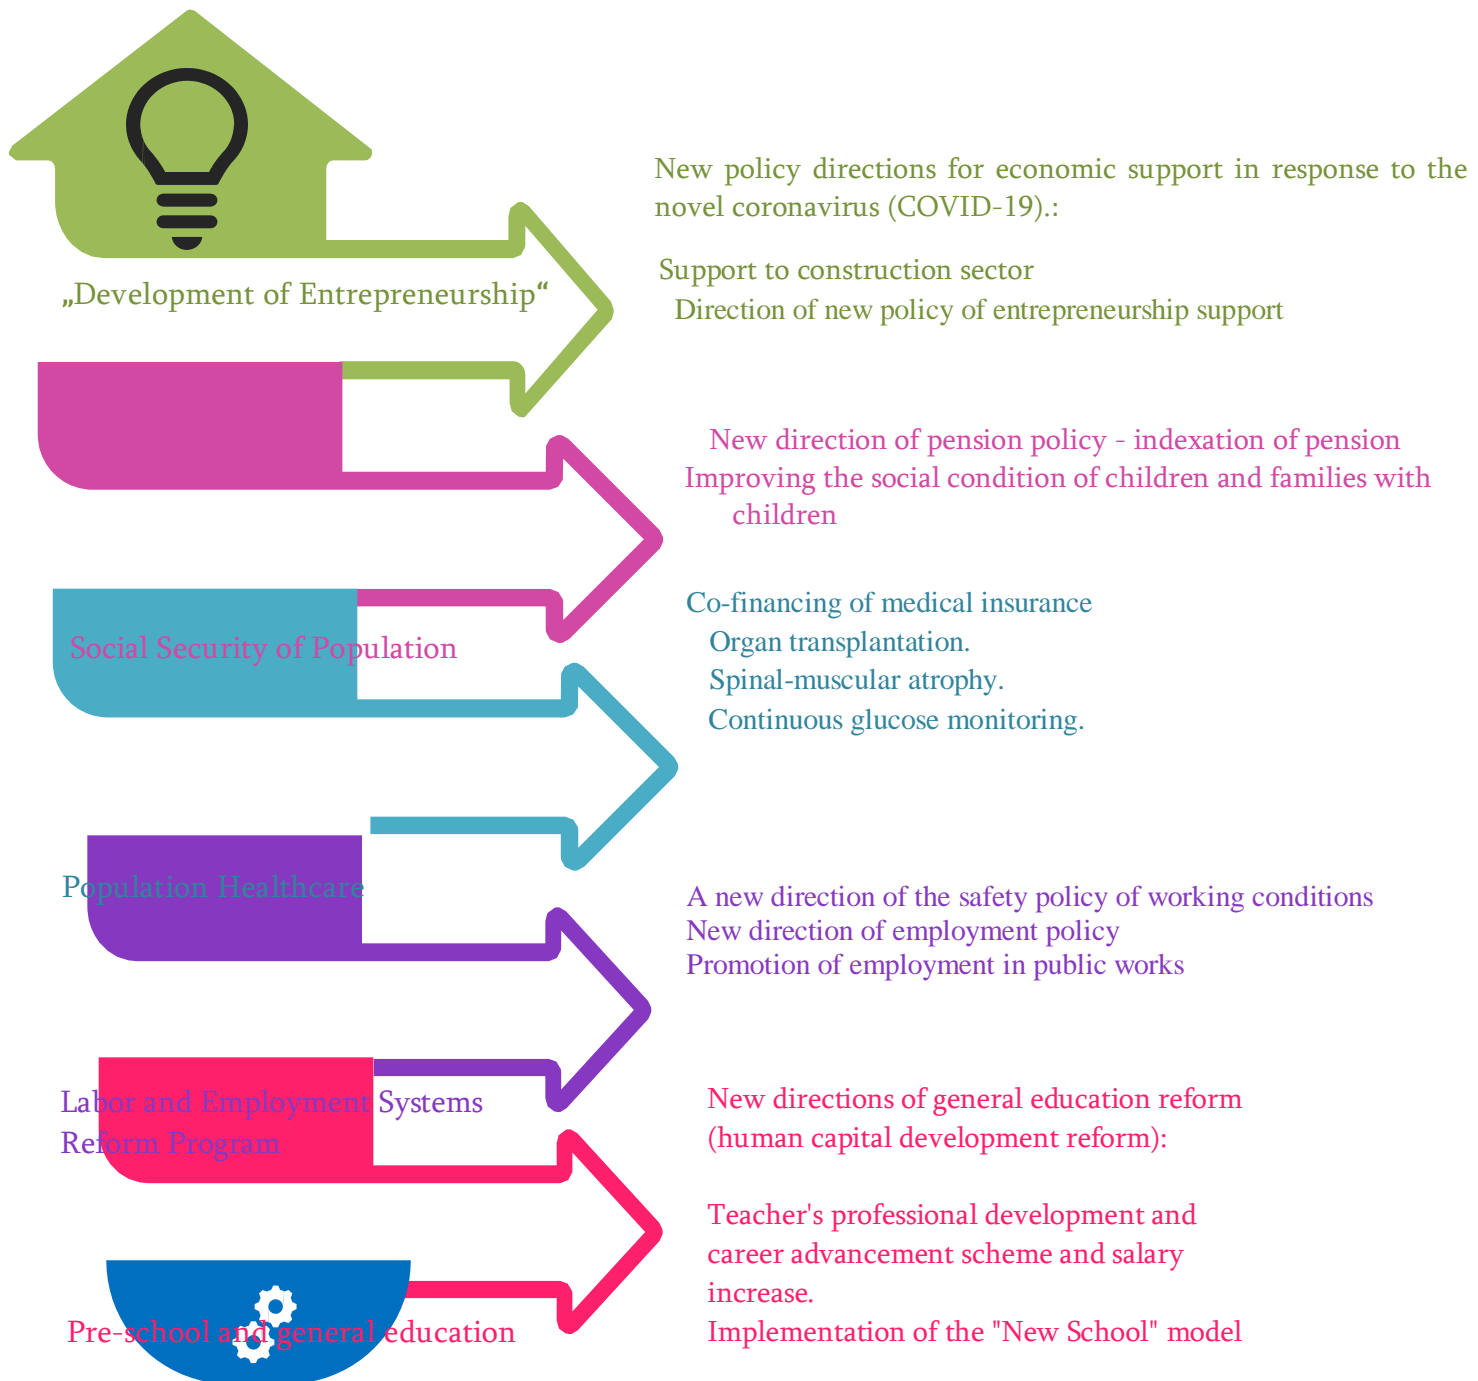 New policy directions for economic support in response to the
novel coronavirus (COVID-19).:
Support to construction sector
Direction of new policy of entrepreneurship support
„Development of Entrepreneurship“
New direction of pension policy - indexation of pension
Improving the social condition of children and families with
children
Social Security of Population
Co-financing of medical insurance
Organ transplantation.
Spinal-muscular atrophy.
Continuous glucose monitoring.
Population Healthcare
A new direction of the safety policy of working conditions
New direction of employment policy
Promotion of employment in public works
Labor and Employment Systems
Reform Program
New directions of general education reform
(human capital development reform):
Teacher's professional development and
career advancement scheme and salary
increase.
Implementation of the "New School" model
Pre-school and general education